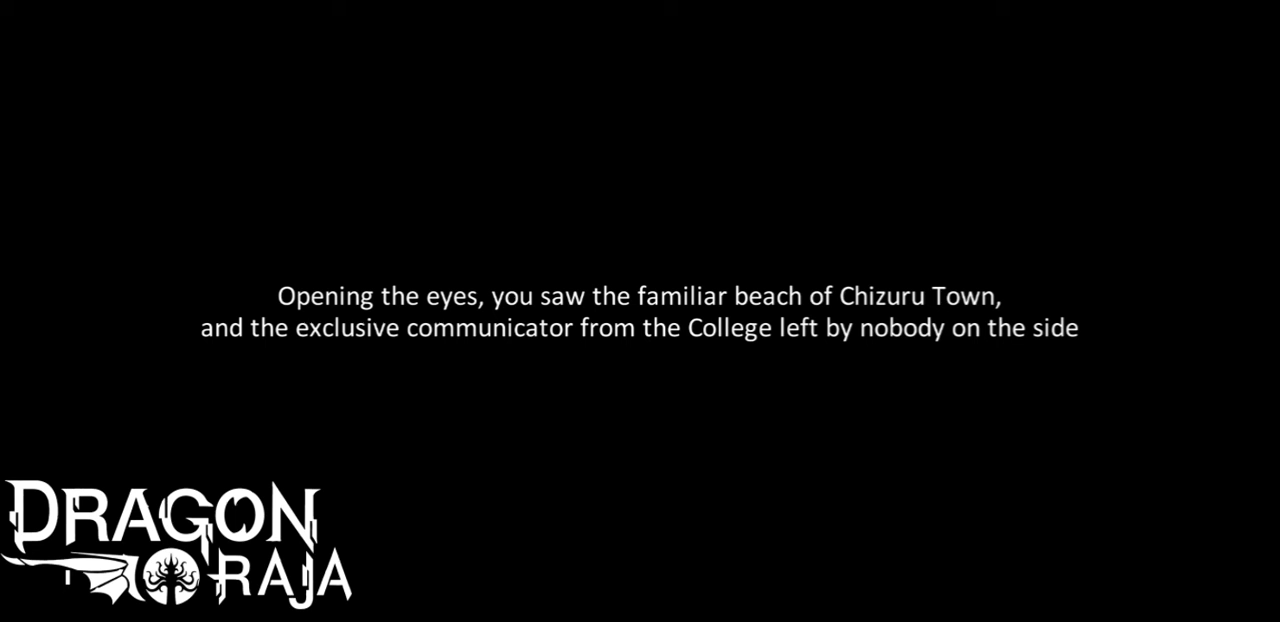 Opening the eyes, you saw the familiar beach of Chizuru Town,
and the exclusive communicator from the College left by nobody on the side
DRAGON
RAJA